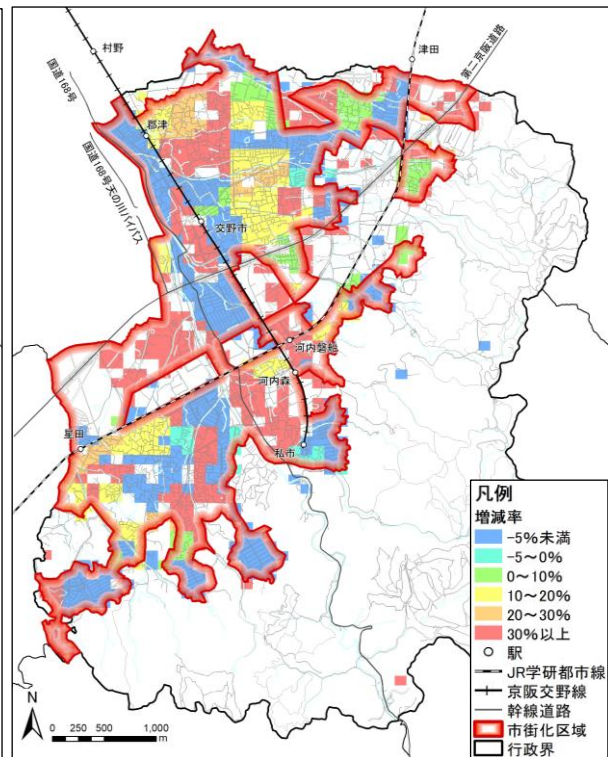 村野
津田
第二京阪道路
国道168号
郡津
国道168号天の川バイパス
交野市
河内磐船
河内森
星田
私市
凡例
増減率
-5%未満
-5～0%
0～10%
10～20%
20～30%
30%以上
駅
JR学研都市線
京阪交野線
幹線道路
市街化区域
行政界
N
0 250 500 1,000
m